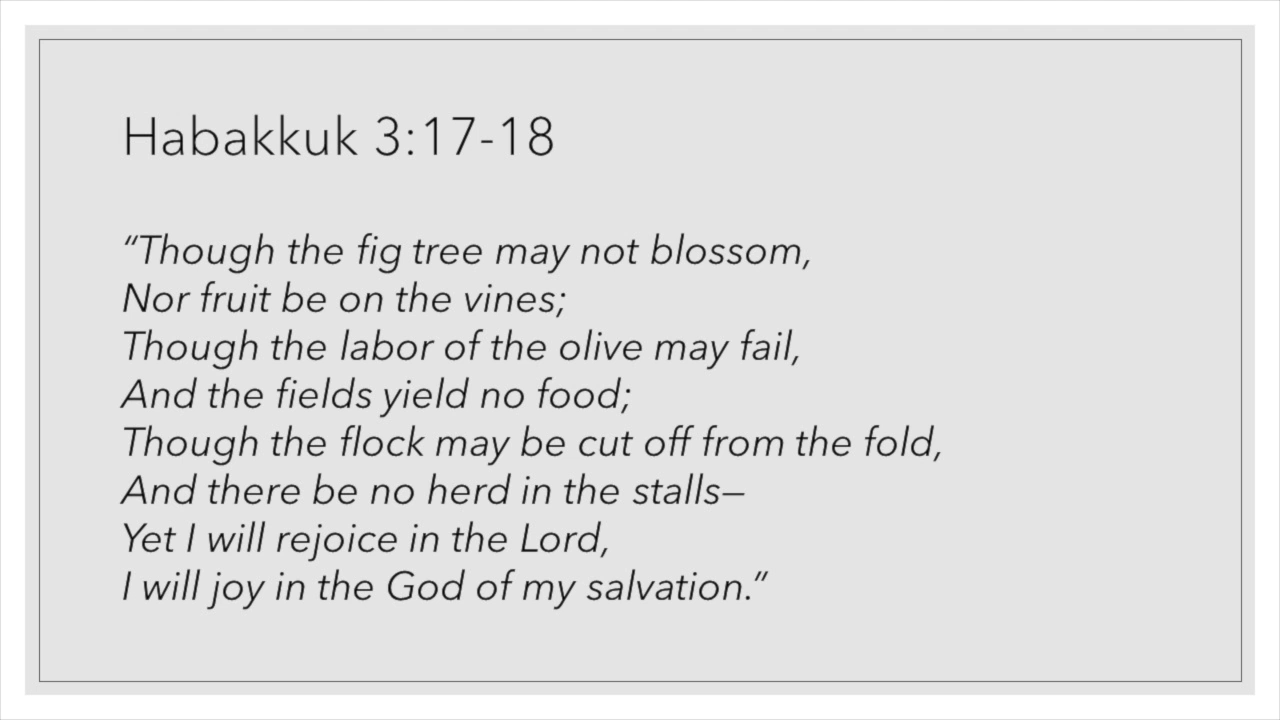 Habakkuk 3:17-18
“Though the fig tree may not blossom,
Nor fruit be on the vines;
Though the labor of the olive may fail,
And the fields yield no food;
Though the flock may be cut off from the fold,
And there be no herd in the stalls—
Yet I will rejoice in the Lord,
I will joy in the God of my salvation.”